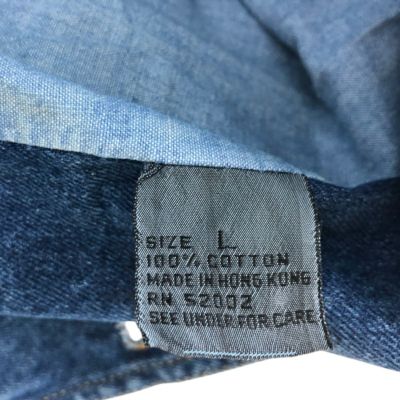 SIZE L
100% COTTON
MADE IN HONG KONG
RN 52002
SEE UNDER FOR CARE